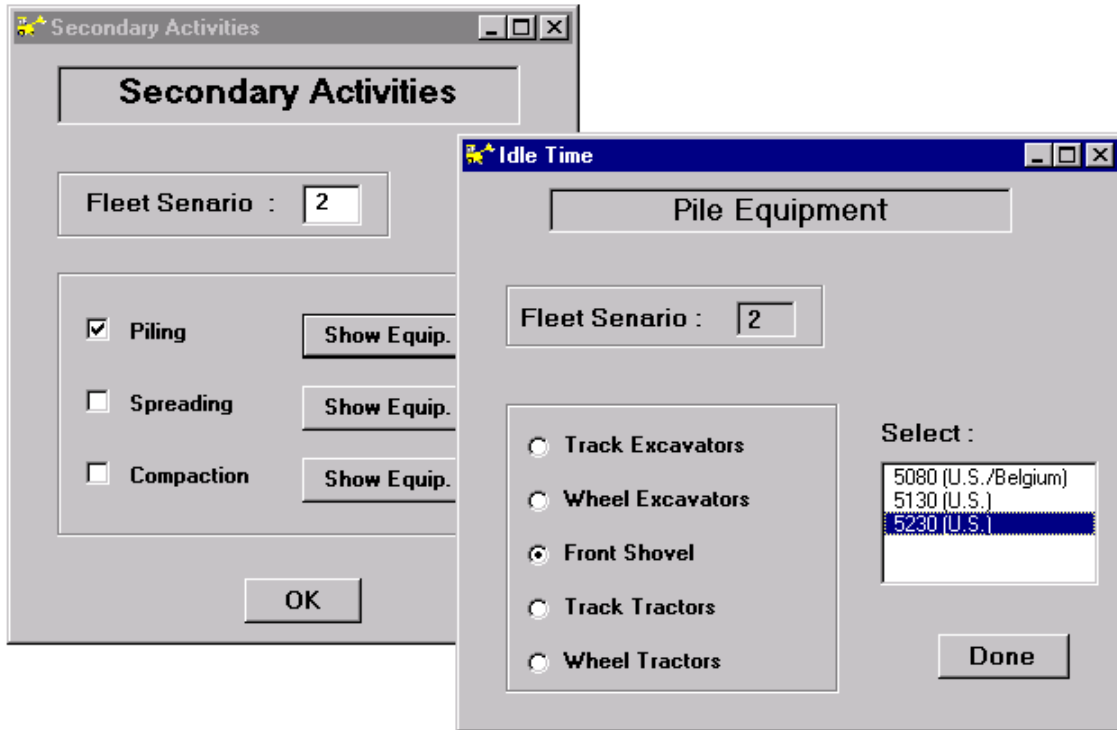 Secondary Activities
Secondary Activities
Fleet Senario : 2
Piling Show Equip.
Spreading Show Equip.
Compaction Show Equip.
OK
Idle Time
Pile Equipment
Fleet Senario : 2
Track Excavators
Wheel Excavators
Front Shovel
Track Tractors
Wheel Tractors
Select :
5080 (U.S./Belgium)
5130 (U.S.)
5230 (U.S.)
Done